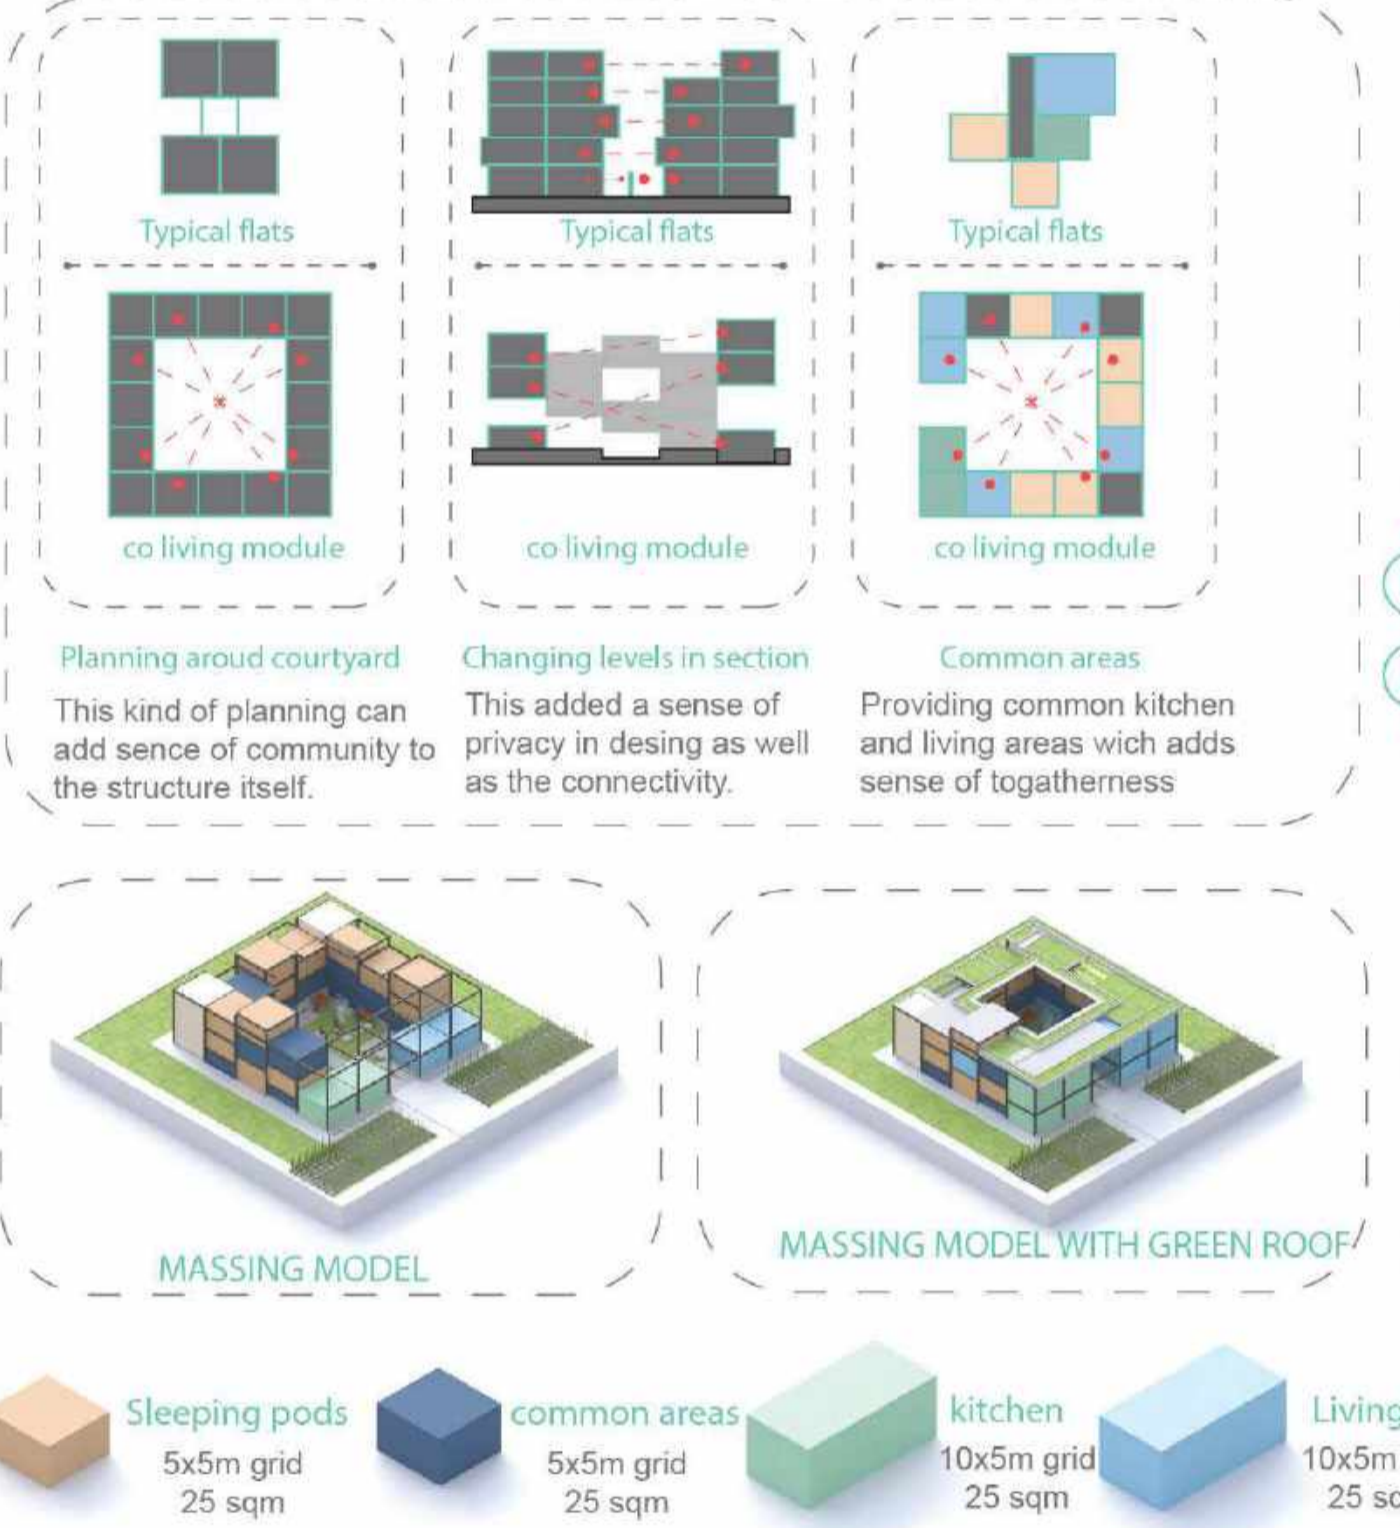 Typical flats
Typical flats
Typical flats
co living module
co living module
co living module
Planning aroud courtyard
This kind of planning can
add sence of community to
the structure itself.
Changing levels in section
This added a sense of
privacy in desing as well
as the connectivity.
Common areas
Providing common kitchen
and living areas wich adds
sense of togatherness
MASSING MODEL
MASSING MODEL WITH GREEN ROOF
Sleeping pods
5x5m grid
25 sqm
common areas
5x5m grid
25 sqm
kitchen
10x5m grid
25 sqm
Living
10x5m
25 sq